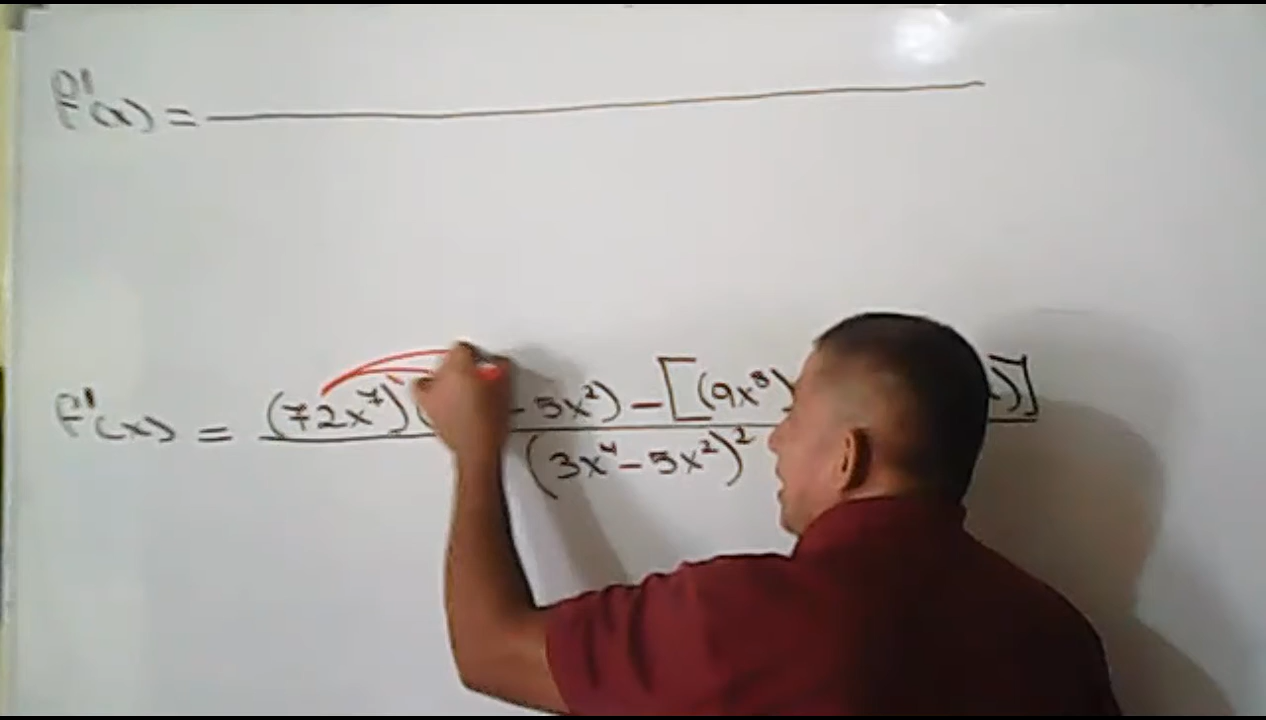 f'(x) =
f'(x) = (72x⁷)( - 5x²) - [(9x⁸) )]
(3x⁴ - 5x²)²